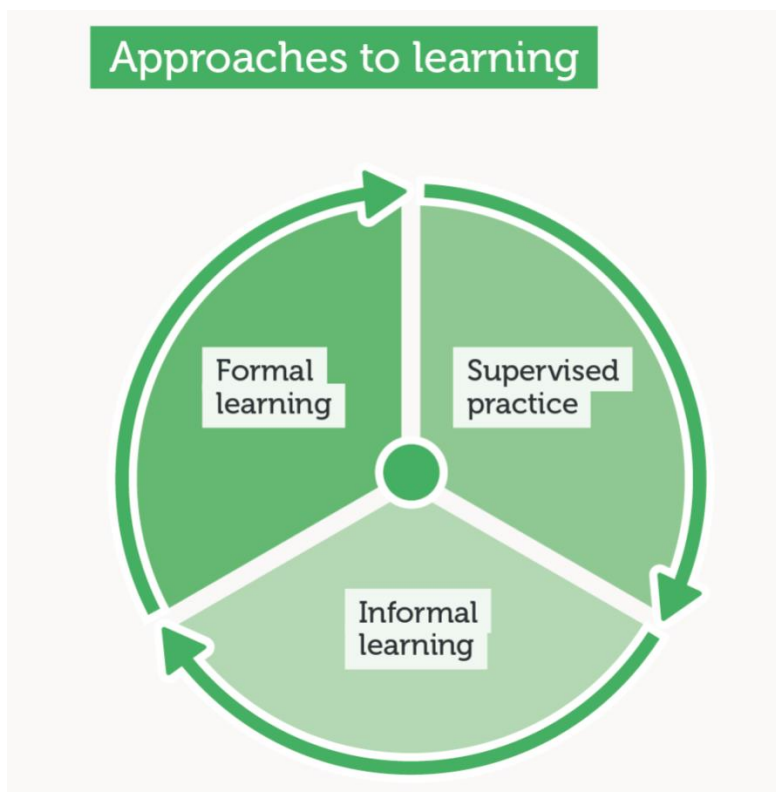 Approaches to learning
Formal
learning
Supervised
practice
Informal
learning